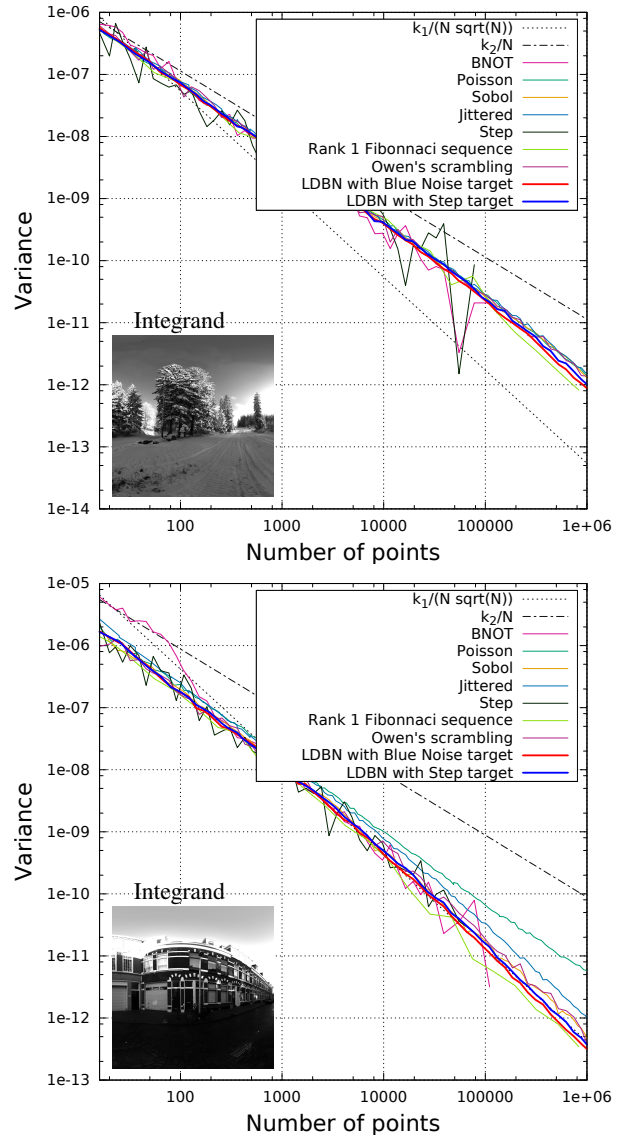 1e-06
1e-07
1e-08
1e-09
1e-10
1e-11
1e-12
1e-13
1e-14
Variance
k1/(N sqrt(N))
k2/N
BNOT
Poisson
Sobol
Jittered
Step
Rank 1 Fibonnaci sequence
Owen's scrambling
LDBN with Blue Noise target
LDBN with Step target
Integrand
100 1000 10000 100000 1e+06
Number of points
1e-05
1e-06
1e-07
1e-08
1e-09
1e-10
1e-11
1e-12
1e-13
Variance
k1/(N sqrt(N))
k2/N
BNOT
Poisson
Sobol
Jittered
Step
Rank 1 Fibonnaci sequence
Owen's scrambling
LDBN with Blue Noise target
LDBN with Step target
Integrand
100 1000 10000 100000 1e+06
Number of points